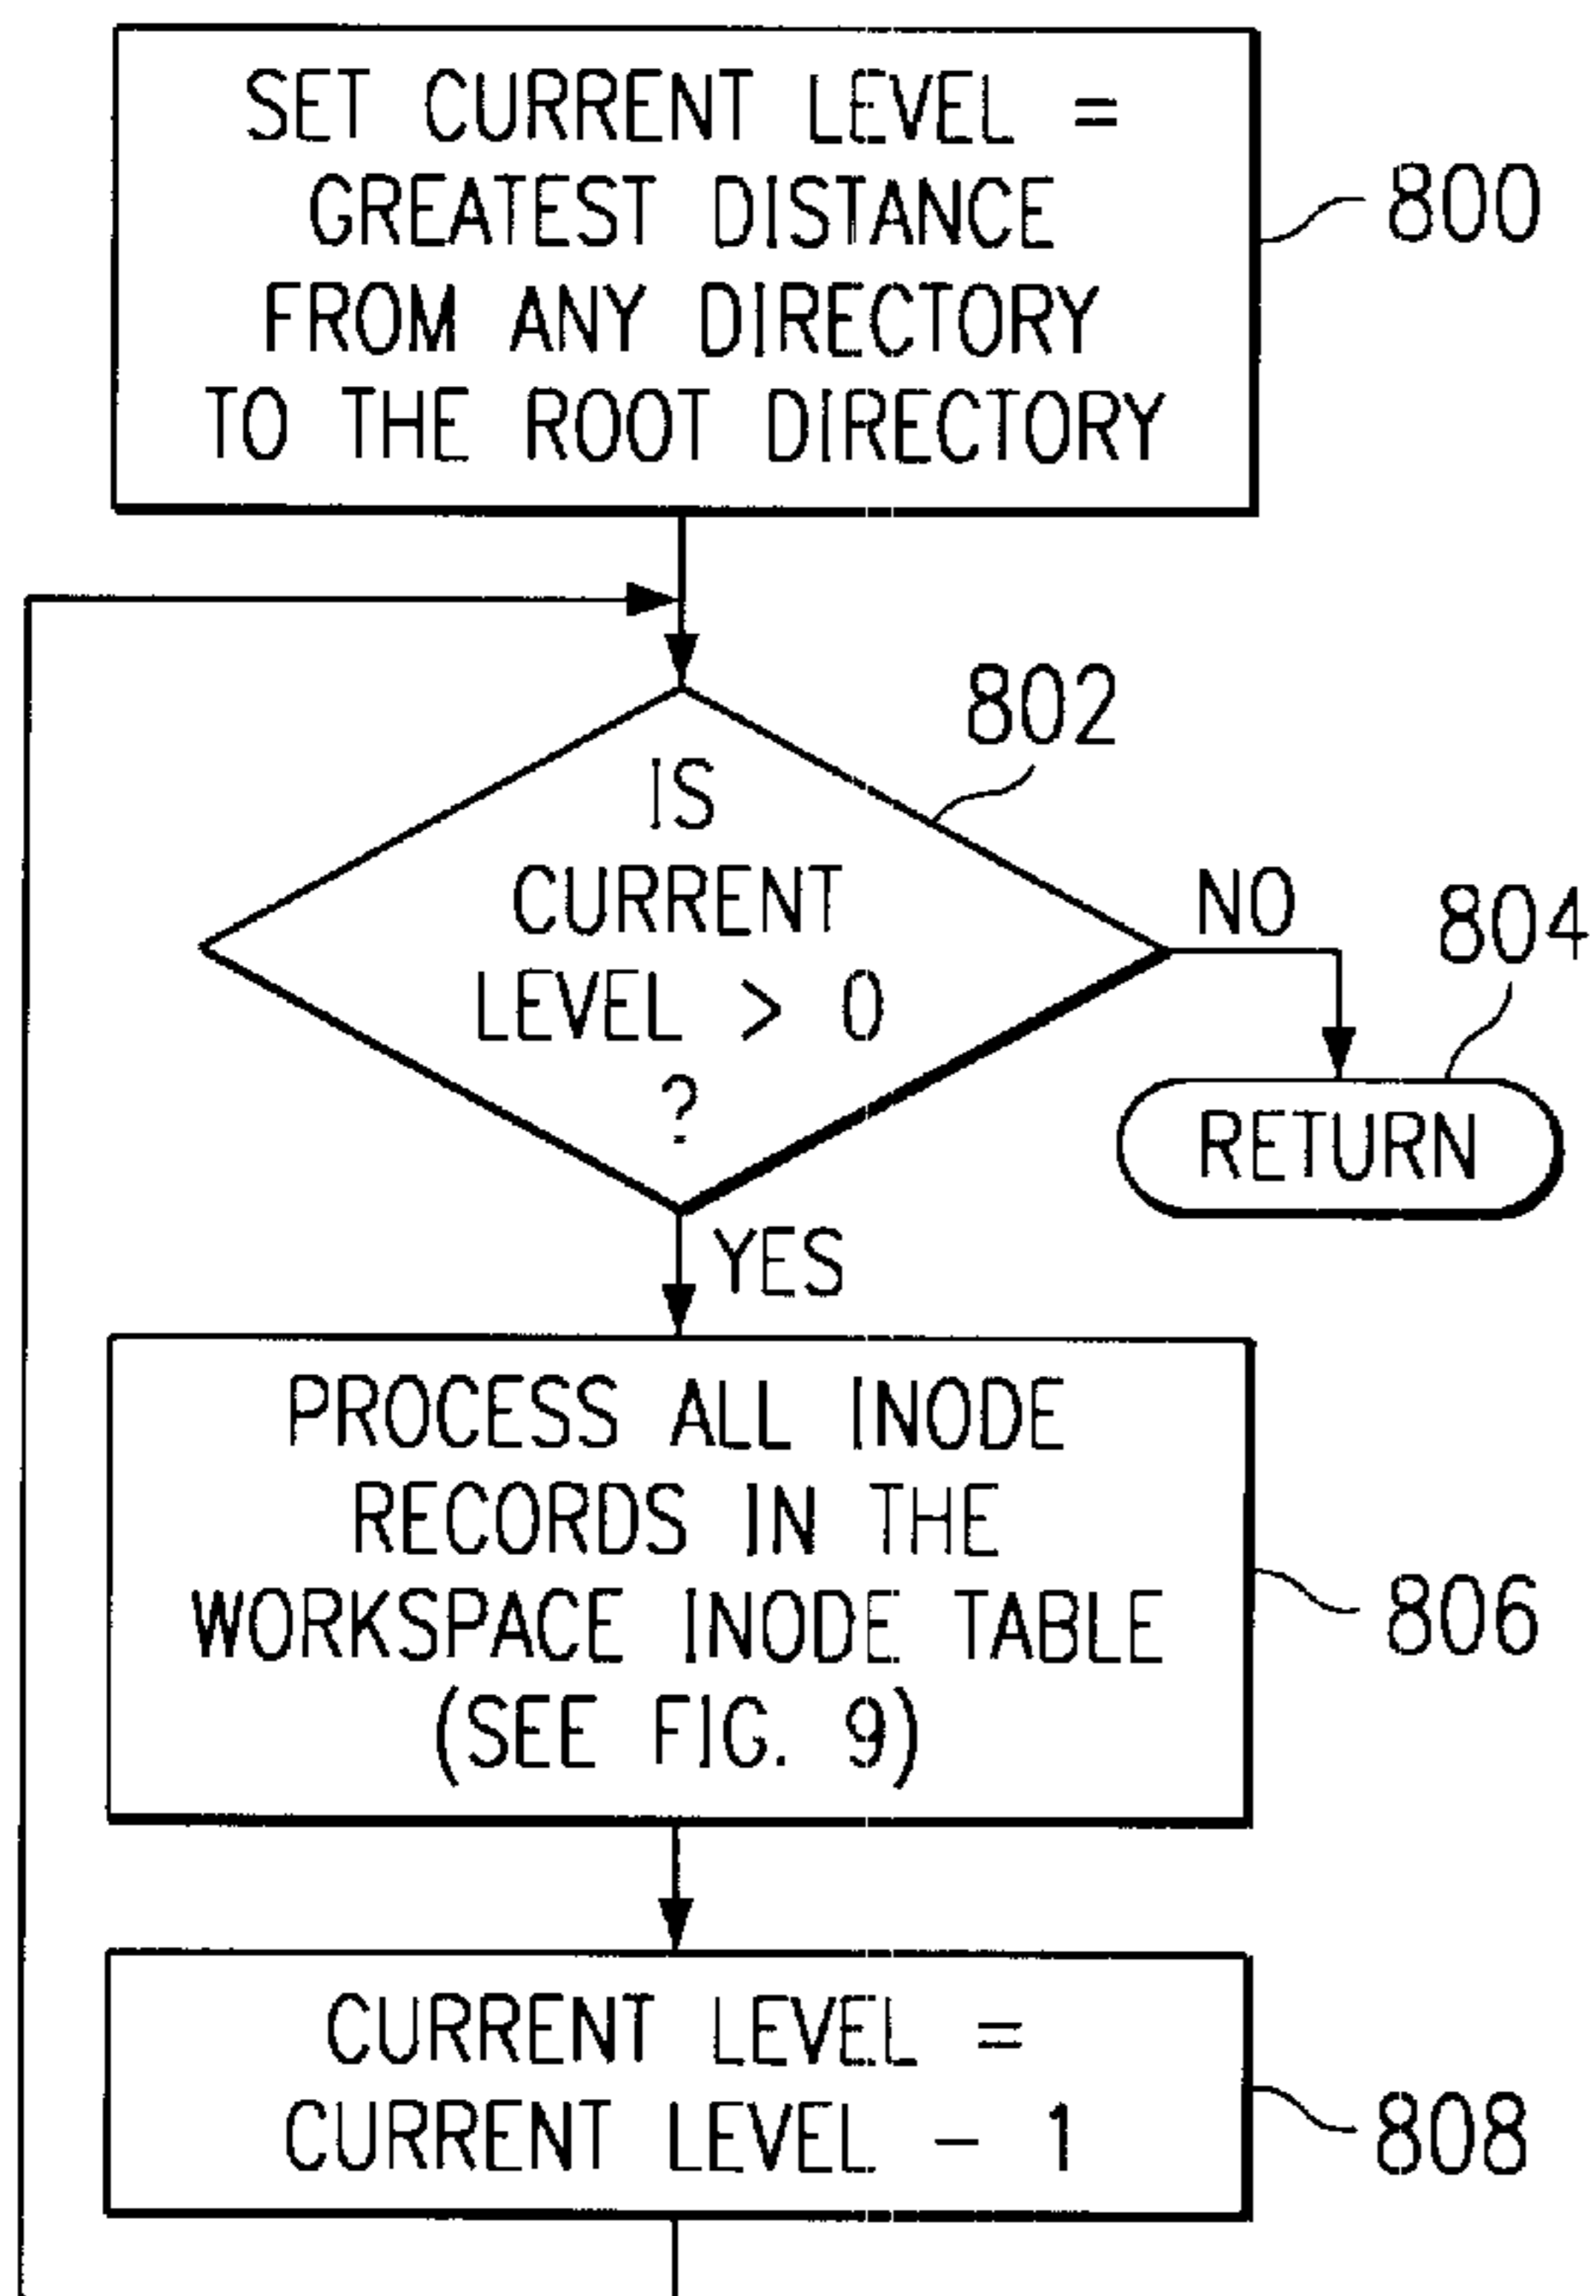 SET CURRENT LEVEL =
GREATEST DISTANCE
FROM ANY DIRECTORY
TO THE ROOT DIRECTORY
800
802
IS
CURRENT
LEVEL > 0
?
NO
804
RETURN
YES
PROCESS ALL INODE
RECORDS IN THE
WORKSPACE INODE TABLE
(SEE FIG. 9)
806
CURRENT LEVEL =
CURRENT LEVEL - 1
808